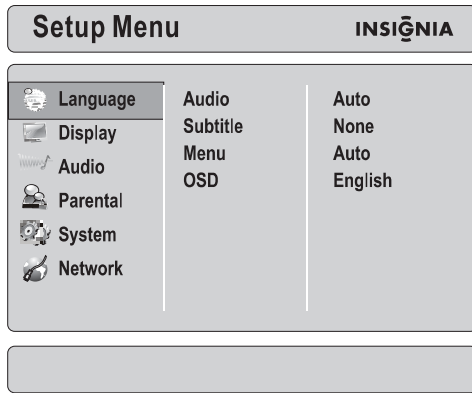 Setup Menu INSIGNIA
Language Audio Auto
Display Subtitle None
Audio Menu Auto
Parental OSD English
System
Network